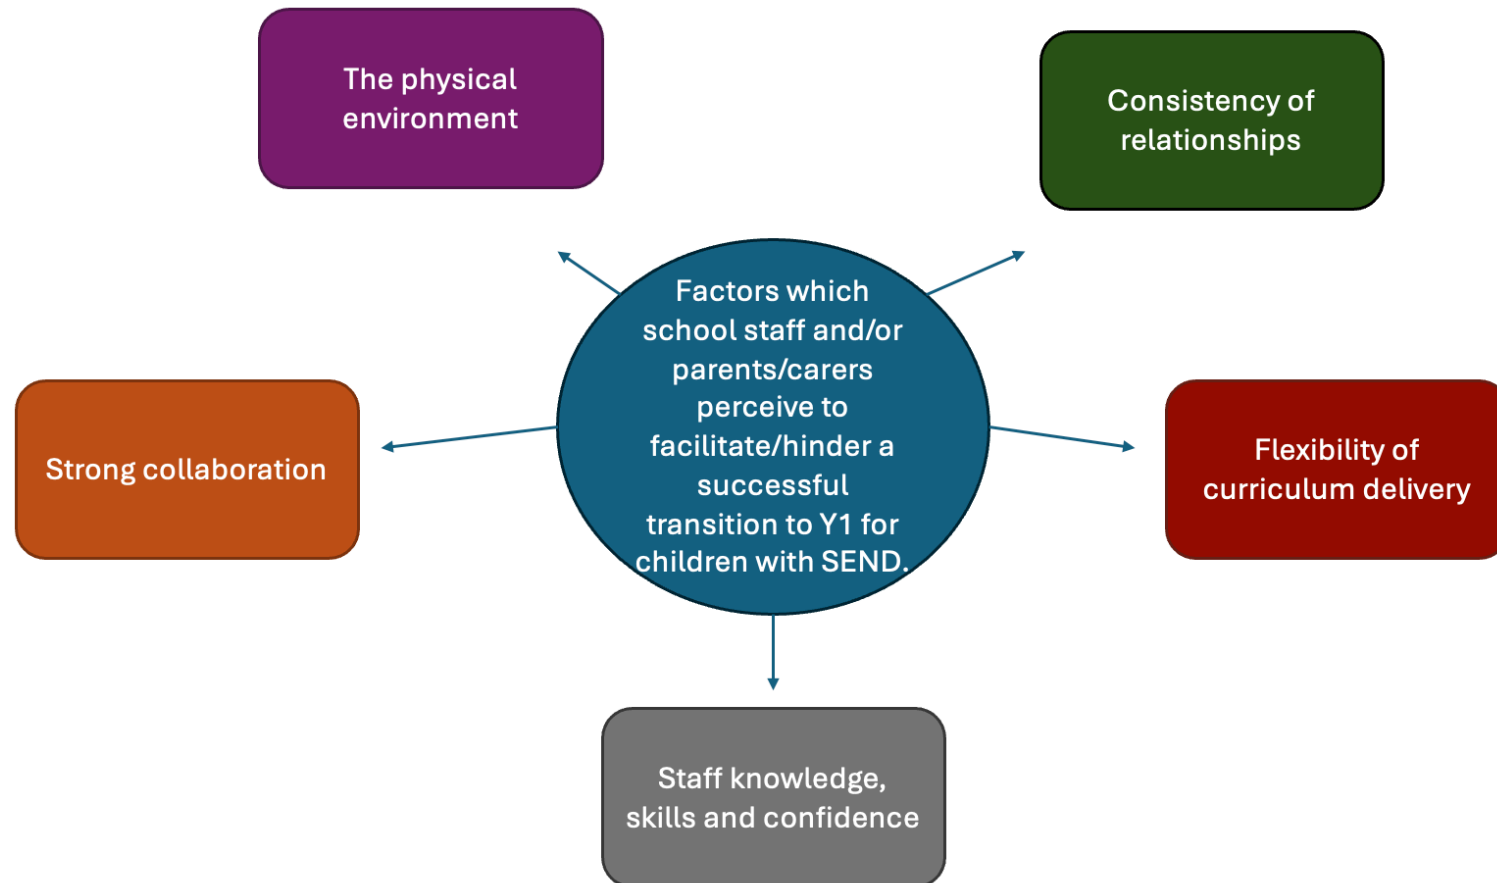 The physical
environment
Consistency of
relationships
Factors which
school staff and/or
parents/carers
perceive to
facilitate/hinder a
successful
transition to Y1 for
children with SEND.
Strong collaboration
Flexibility of
curriculum delivery
Staff knowledge,
skills and confidence